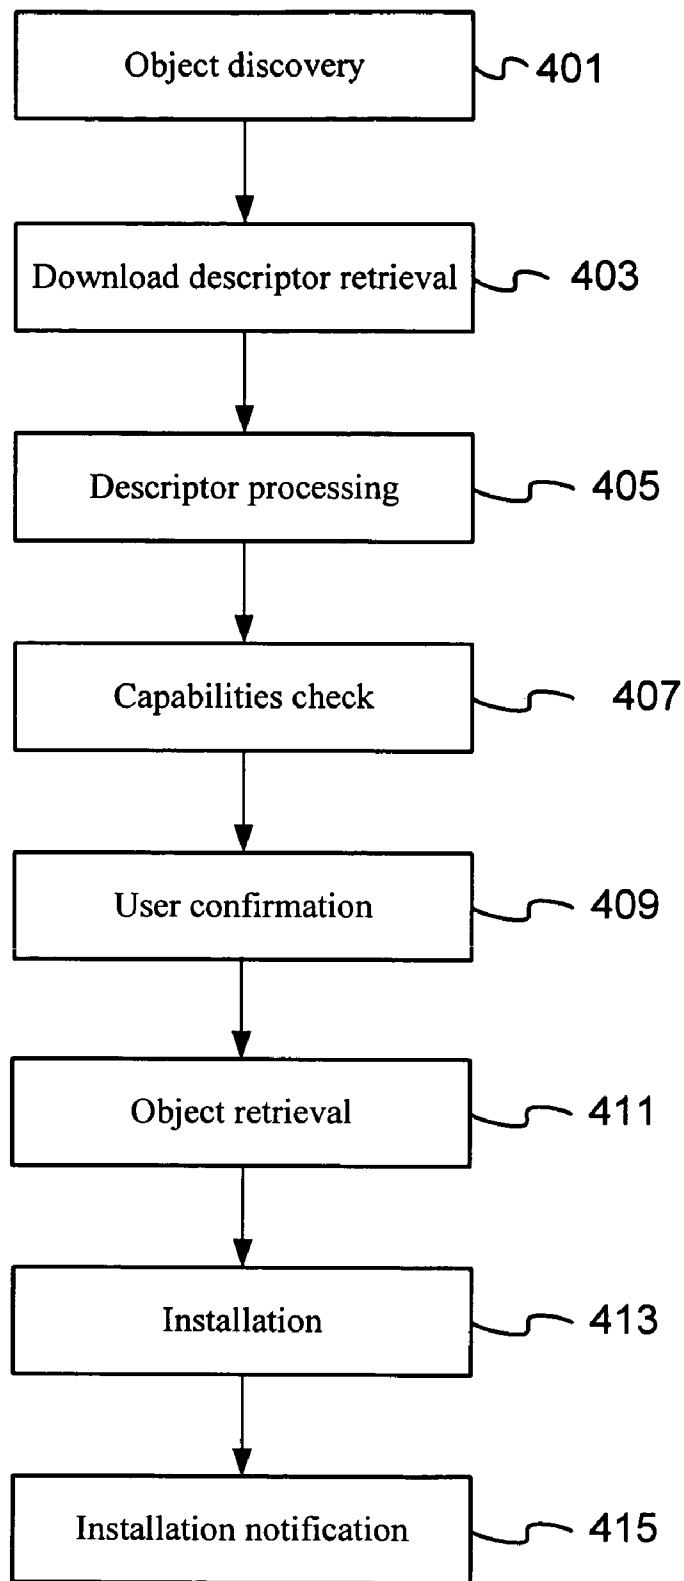 Object discovery 401
Download descriptor retrieval 403
Descriptor processing 405
Capabilities check 407
User confirmation 409
Object retrieval 411
Installation 413
Installation notification 415